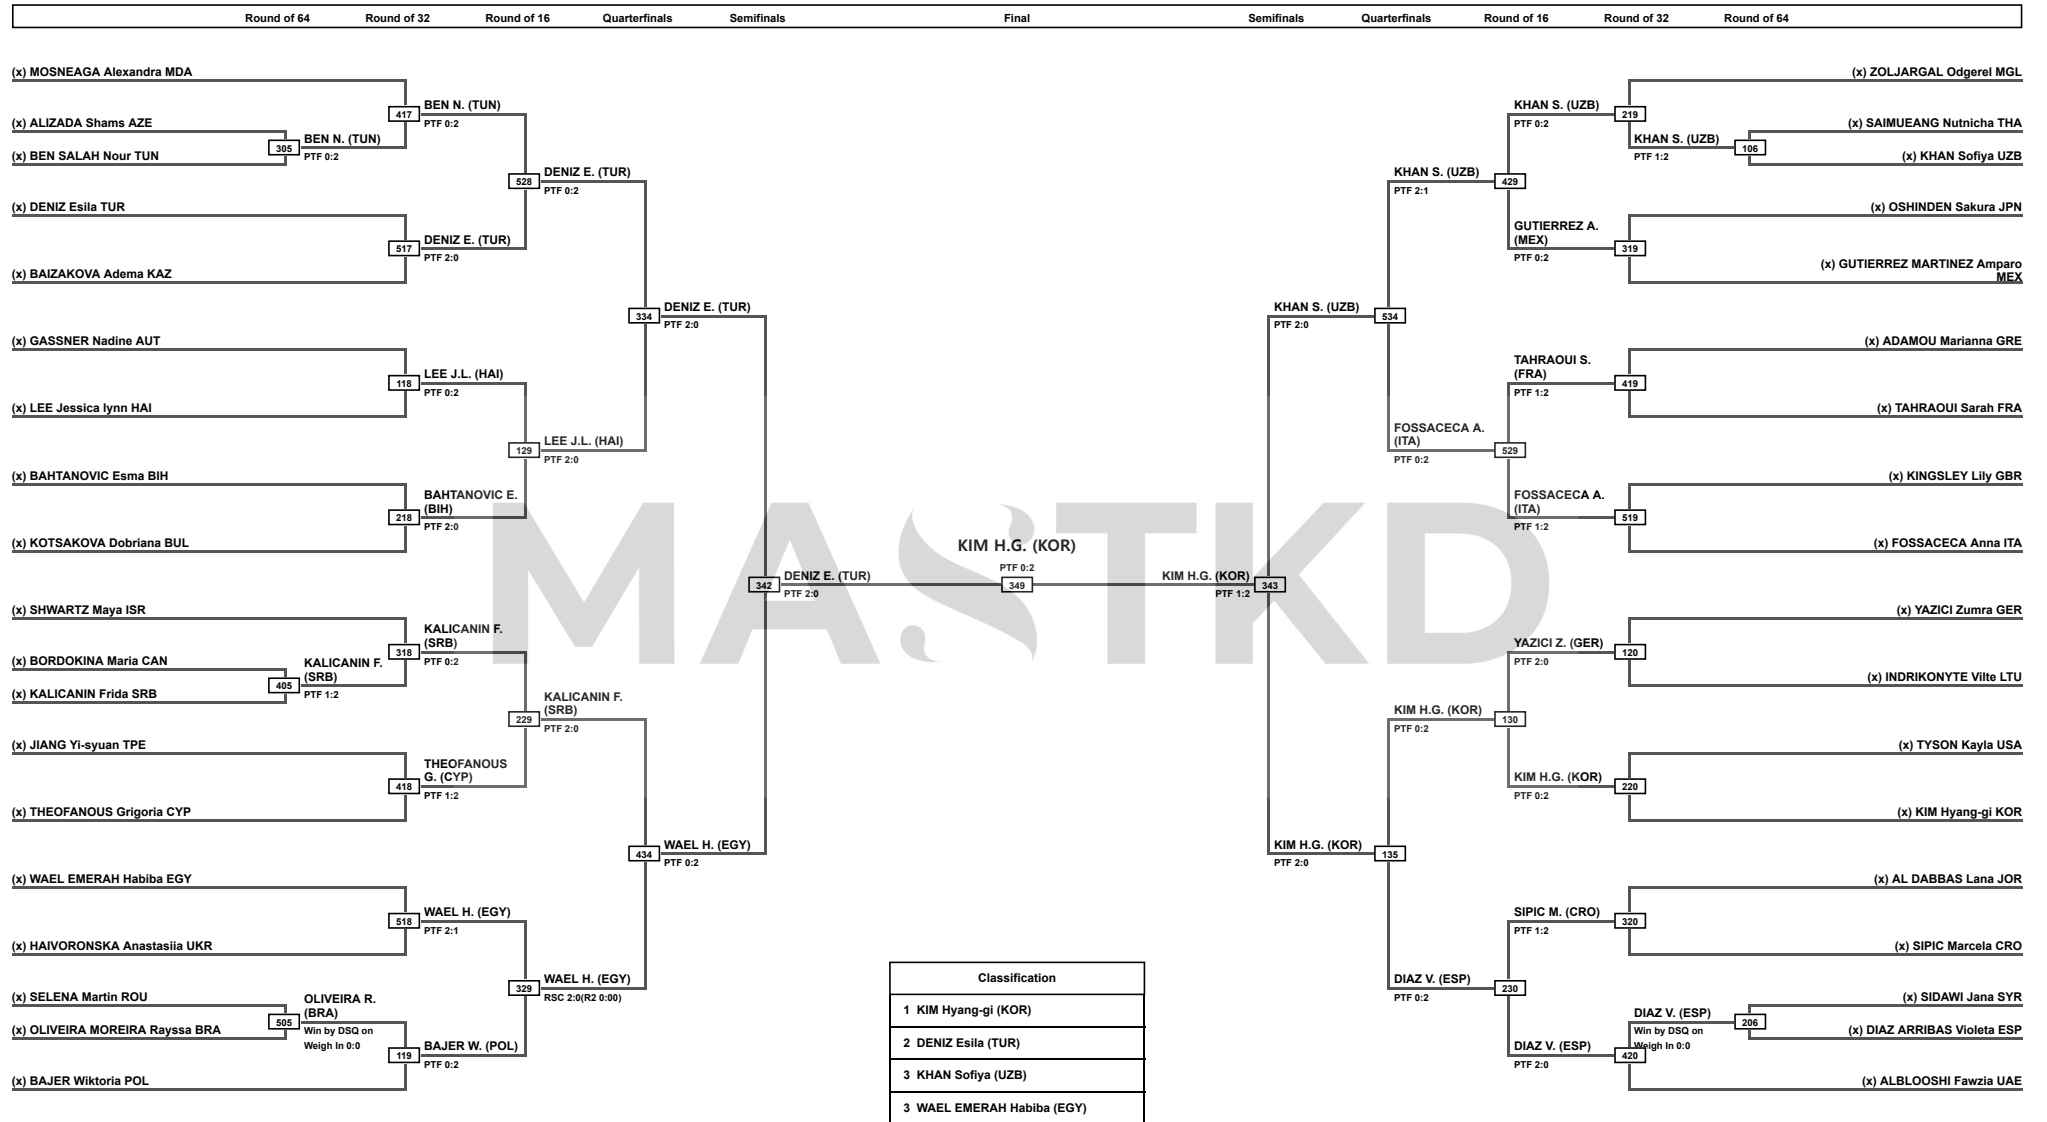 Round of 64 Round of 32 Round of 16 Quarterfinals Semifinals Final Semifinals Quarterfinals Round of 16 Round of 32 Round of 64
(x) MOSNEAGA Alexandra MDA
417
BEN N. (TUN)
PTF 0:2
(x) ALIZADA Shams AZE
305
BEN N. (TUN)
PTF 0:2
(x) BEN SALAH Nour TUN
528
DENIZ E. (TUR)
PTF 0:2
(x) DENIZ Esila TUR
517
DENIZ E. (TUR)
PTF 2:0
(x) BAIZAKOVA Adema KAZ
334
DENIZ E. (TUR)
PTF 2:0
(x) GASSNER Nadine AUT
118
LEE J.L. (HAI)
PTF 0:2
(x) LEE Jessica lynn HAI
129
LEE J.L. (HAI)
PTF 2:0
(x) BAHTANOVIC Esma BIH
218
BAHTANOVIC E.
(BIH)
PTF 2:0
(x) KOTSAKOVA Dobriana BUL
342
DENIZ E. (TUR)
PTF 2:0
(x) SHWARTZ Maya ISR
318
KALICANIN F.
(SRB)
PTF 0:2
(x) BORDOKINA Maria CAN
405
KALICANIN F.
(SRB)
PTF 1:2
(x) KALICANIN Frida SRB
229
KALICANIN F.
(SRB)
PTF 2:0
(x) JIANG Yi-syuan TPE
418
THEOFANOUS
G. (CYP)
PTF 1:2
(x) THEOFANOUS Grigoria CYP
434
WAEL H. (EGY)
PTF 0:2
(x) WAEL EMERAH Habiba EGY
518
WAEL H. (EGY)
PTF 2:1
(x) HAIVORONSKA Anastasiia UKR
329
WAEL H. (EGY)
RSC 2:0(R2 0:00)
(x) SELENA Martin ROU
505
OLIVEIRA R.
(BRA)
Win by DSQ on
Weigh In 0:0
(x) OLIVEIRA MOREIRA Rayssa BRA
119
BAJER W. (POL)
PTF 0:2
(x) BAJER Wiktoria POL
MASTKD
KIM H.G. (KOR)
PTF 0:2
349
(x) ZOLJARGAL Odgerel MGL
KHAN S. (UZB)
PTF 0:2
219
(x) SAIMUEANG Nutnicha THA
KHAN S. (UZB)
PTF 1:2
106
(x) KHAN Sofiya UZB
KHAN S. (UZB)
PTF 2:1
429
(x) OSHINDEN Sakura JPN
GUTIERREZ A.
(MEX)
PTF 0:2
319
(x) GUTIERREZ MARTINEZ Amparo
MEX
KHAN S. (UZB)
PTF 2:0
534
(x) ADAMOU Marianna GRE
TAHRAOUI S.
(FRA)
PTF 1:2
419
(x) TAHRAOUI Sarah FRA
FOSSACECA A.
(ITA)
PTF 0:2
529
(x) KINGSLEY Lily GBR
FOSSACECA A.
(ITA)
PTF 1:2
519
(x) FOSSACECA Anna ITA
KIM H.G. (KOR)
PTF 1:2
343
(x) YAZICI Zumra GER
YAZICI Z. (GER)
PTF 2:0
120
(x) INDRIKONYTE Vilte LTU
KIM H.G. (KOR)
PTF 0:2
130
(x) TYSON Kayla USA
KIM H.G. (KOR)
PTF 0:2
220
(x) KIM Hyang-gi KOR
KIM H.G. (KOR)
PTF 2:0
135
(x) AL DABBAS Lana JOR
SIPIC M. (CRO)
PTF 1:2
320
(x) SIPIC Marcela CRO
DIAZ V. (ESP)
PTF 0:2
230
(x) SIDAWI Jana SYR
DIAZ V. (ESP)
Win by DSQ on
Weigh In 0:0
206
(x) DIAZ ARRIBAS Violeta ESP
DIAZ V. (ESP)
PTF 2:0
420
(x) ALBLOOSHI Fawzia UAE
Classification
1 KIM Hyang-gi (KOR)
2 DENIZ Esila (TUR)
3 KHAN Sofiya (UZB)
3 WAEL EMERAH Habiba (EGY)